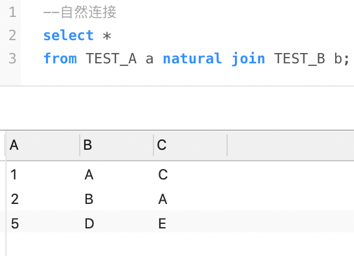 1 --自然连接
2 select *
3 from TEST_A a natural join TEST_B b;
A B C
1 A C
2 B A
5 D E